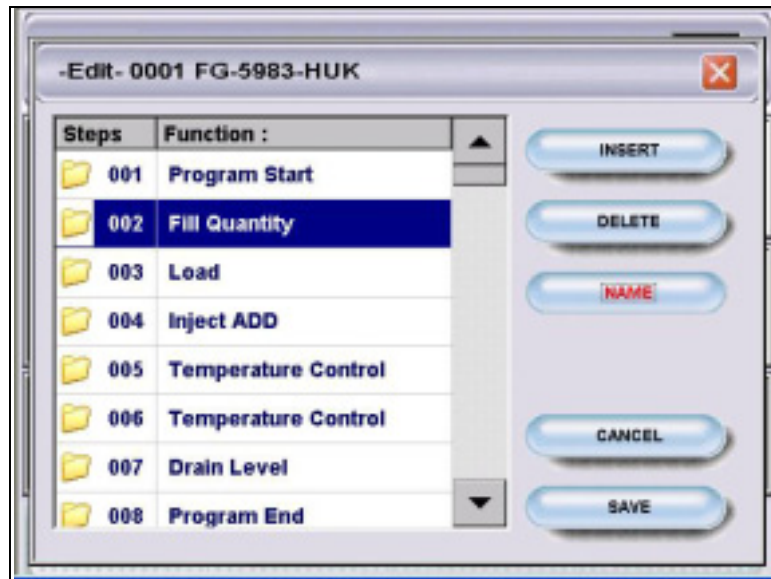 -Edit- 0001 FG-5983-HUK
Steps Function :
001 Program Start
002 Fill Quantity
003 Load
004 Inject ADD
005 Temperature Control
006 Temperature Control
007 Drain Level
008 Program End
INSERT
DELETE
NAME
CANCEL
SAVE